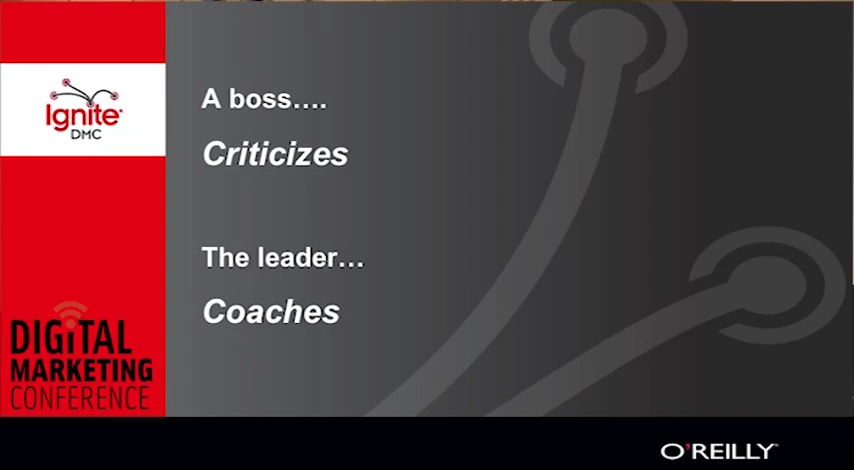 Ignite
DMC
A boss....
Criticizes
The leader...
Coaches
DIGITAL
MARKETING
CONFERENCE
O'REILLY